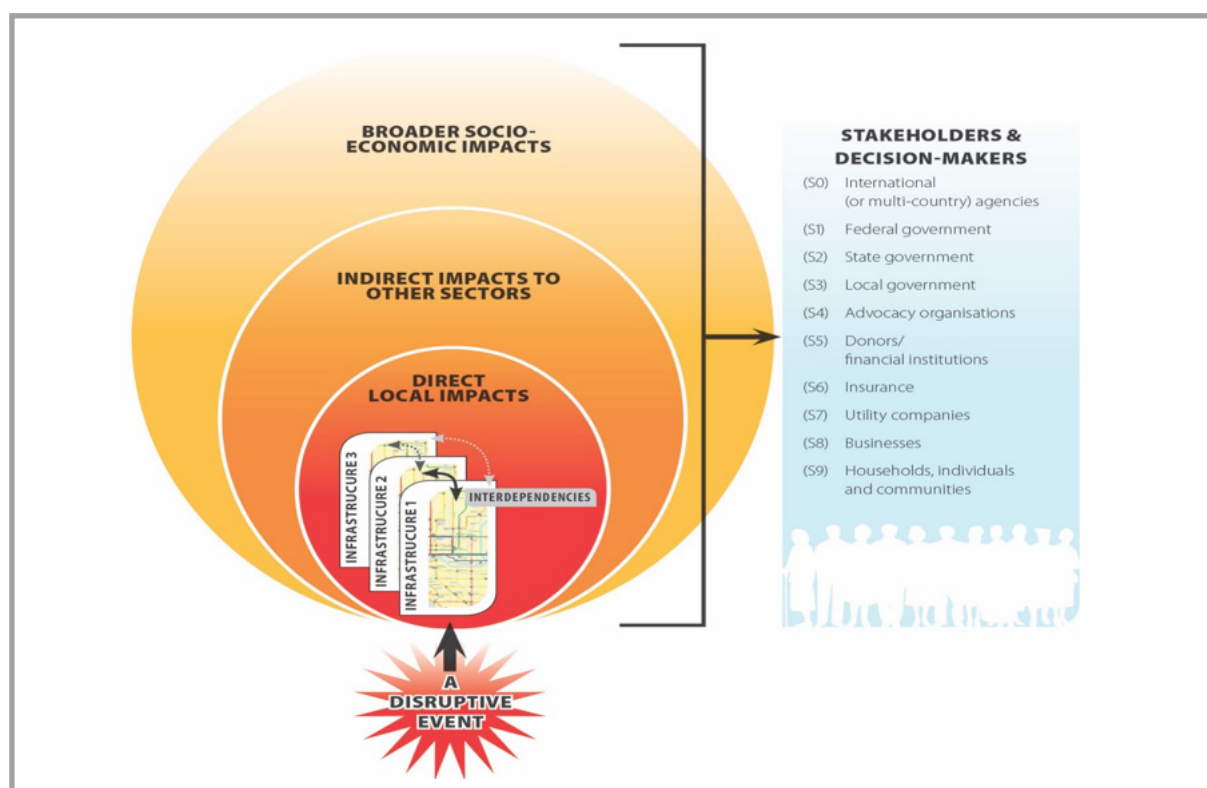 BROADER SOCIO-
ECONOMIC IMPACTS
INDIRECT IMPACTS TO
OTHER SECTORS
DIRECT
LOCAL IMPACTS
INFRASTRUCURE 3
INFRASTRUCURE 2
INFRASTRUCURE 1
INTERDEPENDENCIES
A
DISRUPTIVE
EVENT
STAKEHOLDERS &
DECISION-MAKERS
(S0) International
(or multi-country) agencies
(S1) Federal government
(S2) State government
(S3) Local government
(S4) Advocacy organisations
(S5) Donors/
financial institutions
(S6) Insurance
(S7) Utility companies
(S8) Businesses
(S9) Households, individuals
and communities